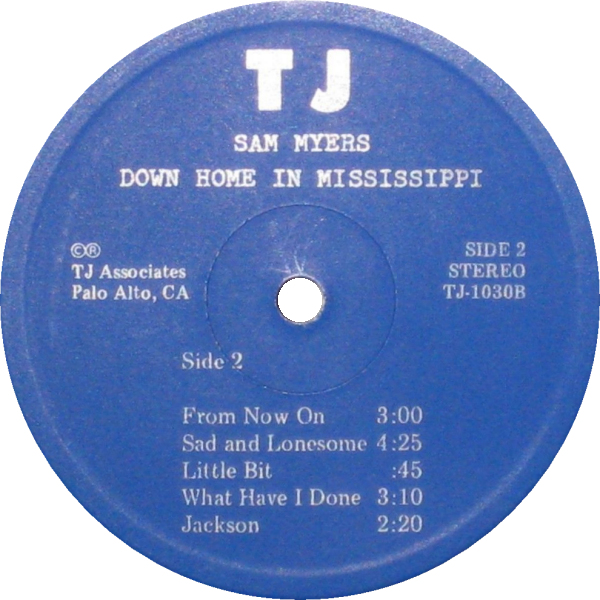 TJ
SAM MYERS
DOWN HOME IN MISSISSIPPI
©℗
TJ Associates
Palo Alto, CA
SIDE 2
STEREO
TJ-1030B
Side 2
From Now On 3:00
Sad and Lonesome 4:25
Little Bit :45
What Have I Done 3:10
Jackson 2:20